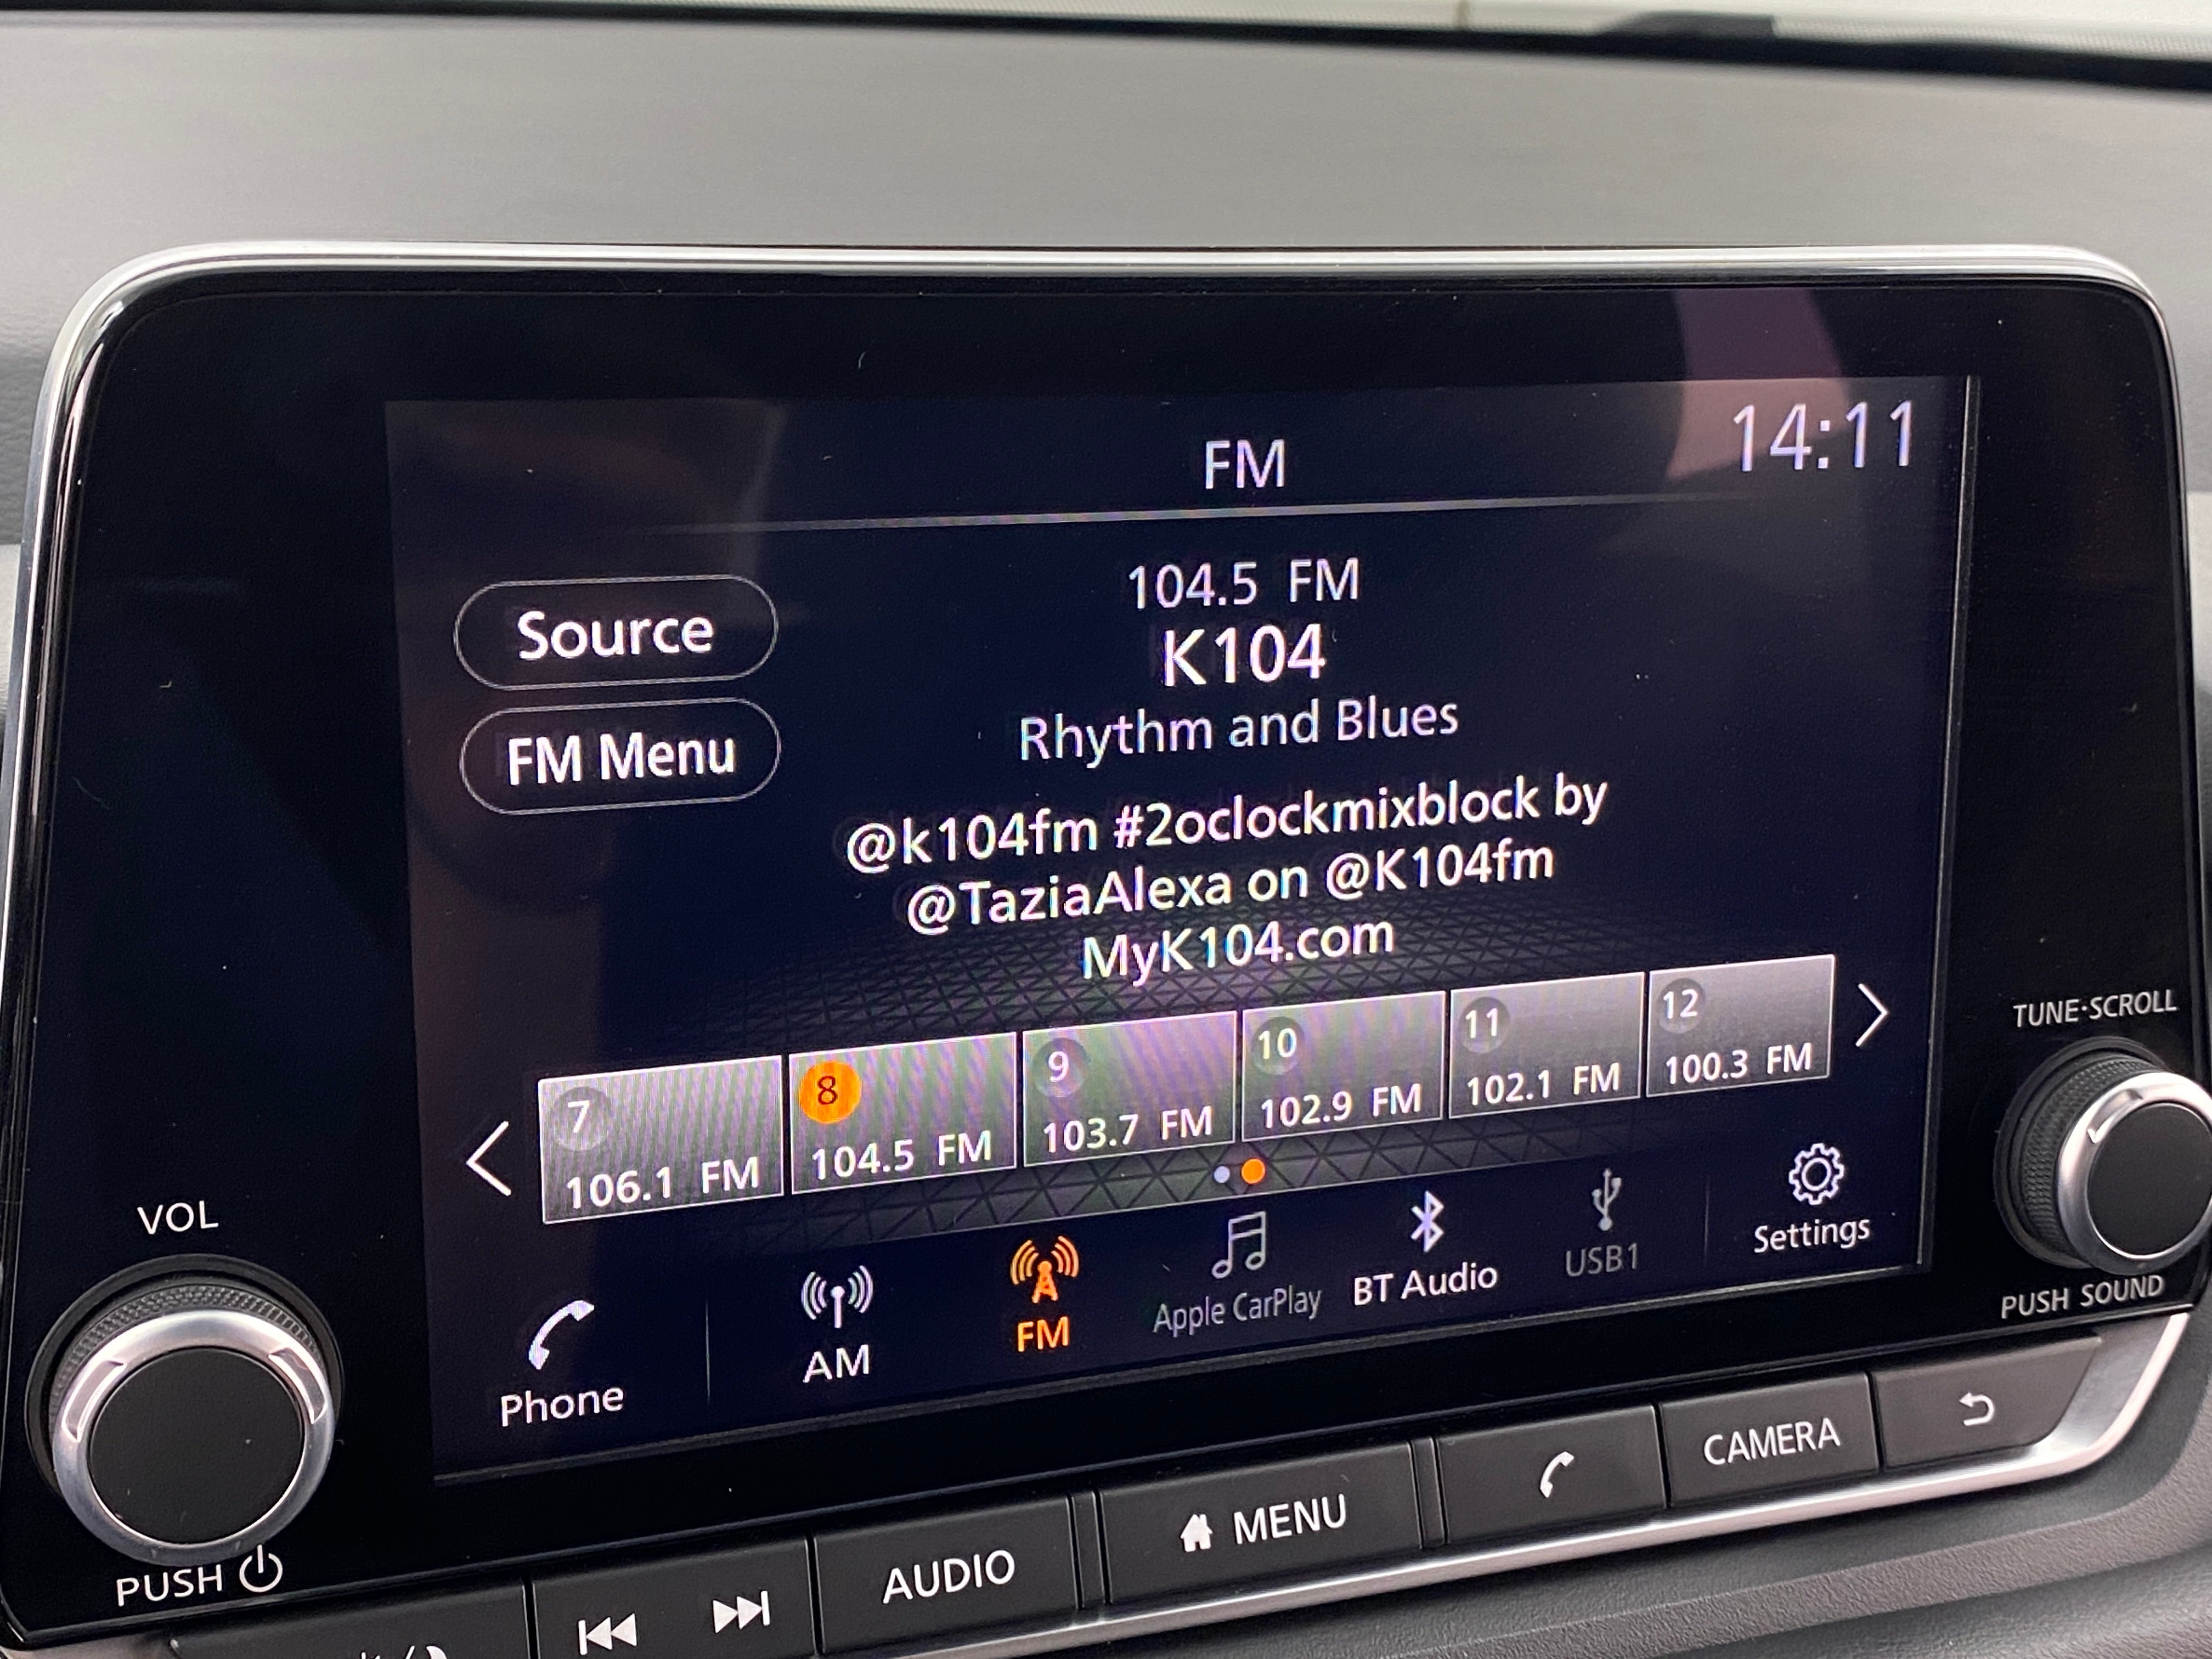 FM
14:11
Source
FM Menu
104.5 FM
K104
Rhythm and Blues
@k104fm #2oclockmixblock by
@TaziaAlexa on @K104fm
MyK104.com
7
106.1 FM
8
104.5 FM
9
103.7 FM
10
102.9 FM
11
102.1 FM
12
100.3 FM
Phone
AM
FM
Apple CarPlay
BT Audio
USB1
Settings
VOL
PUSH
TUNE·SCROLL
PUSH SOUND
AUDIO
MENU
CAMERA